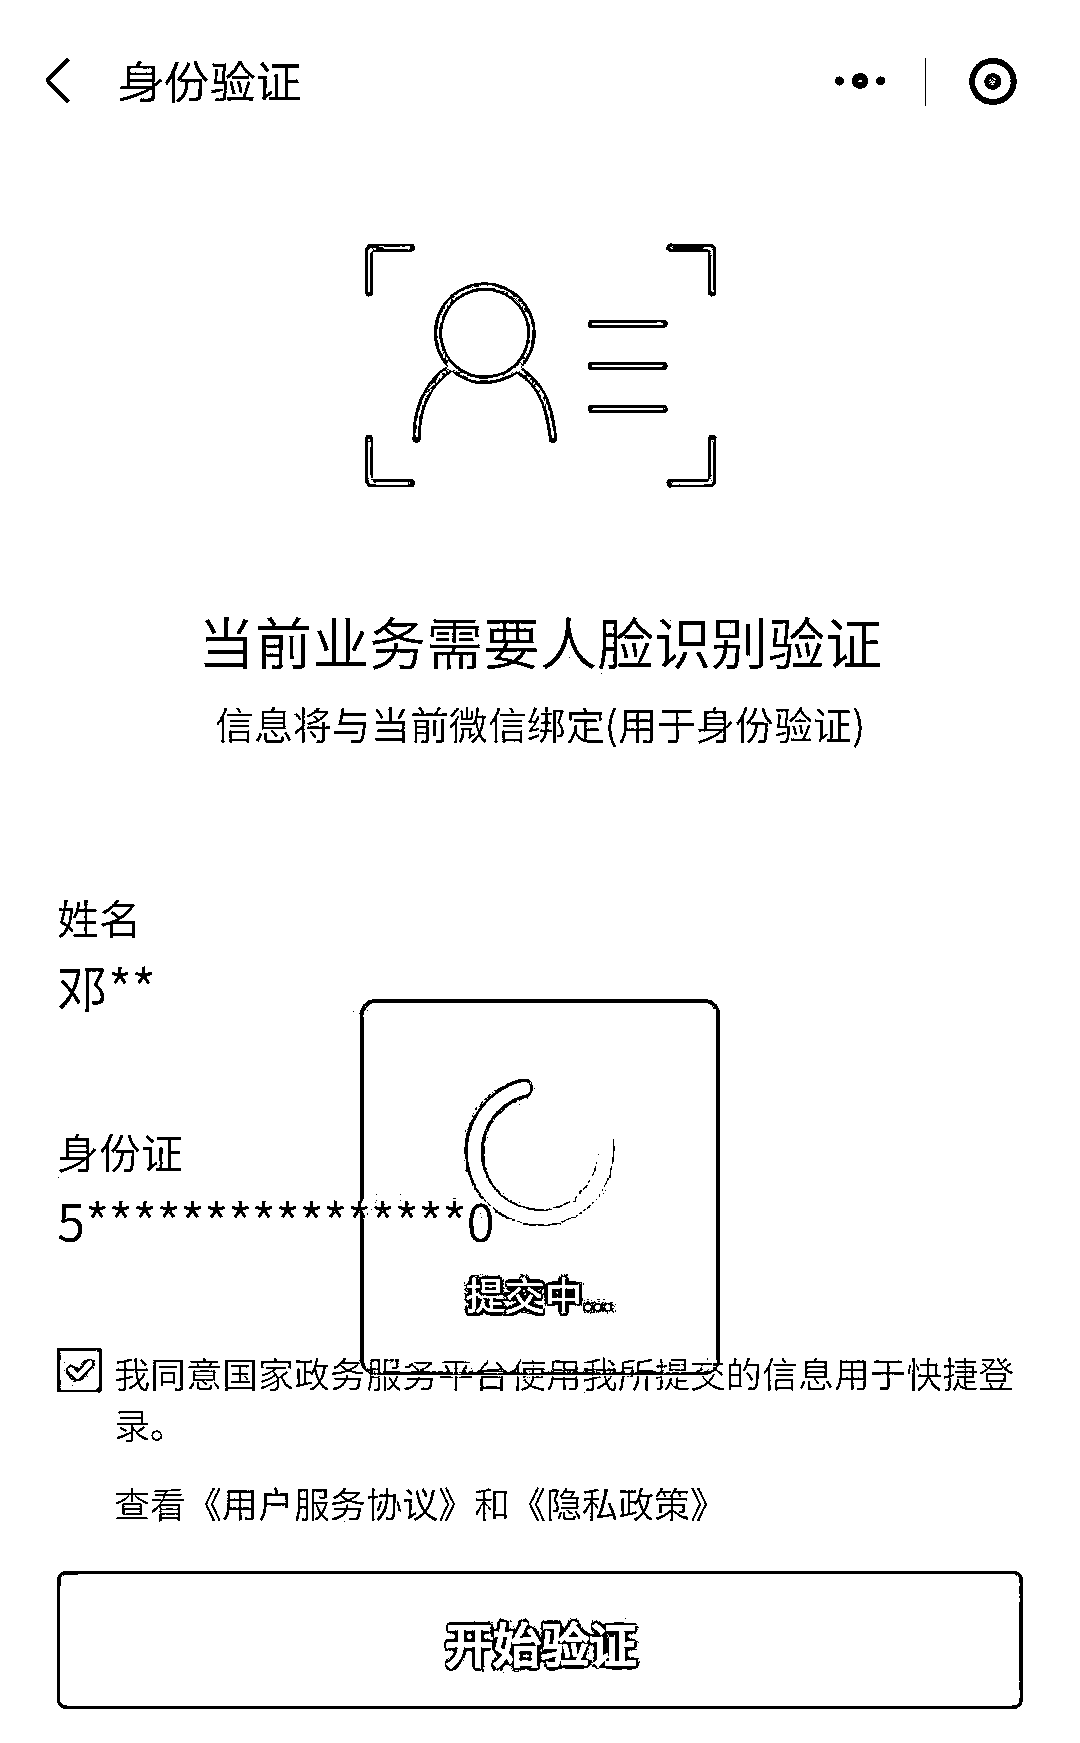 身份验证
当前业务需要人脸识别验证
信息将与当前微信绑定(用于身份验证)
姓名
邓**
身份证
5****************0
提交中...
我同意国家政务服务平台使用我所提交的信息用于快捷登
录。
查看《用户服务协议》和《隐私政策》
开始验证